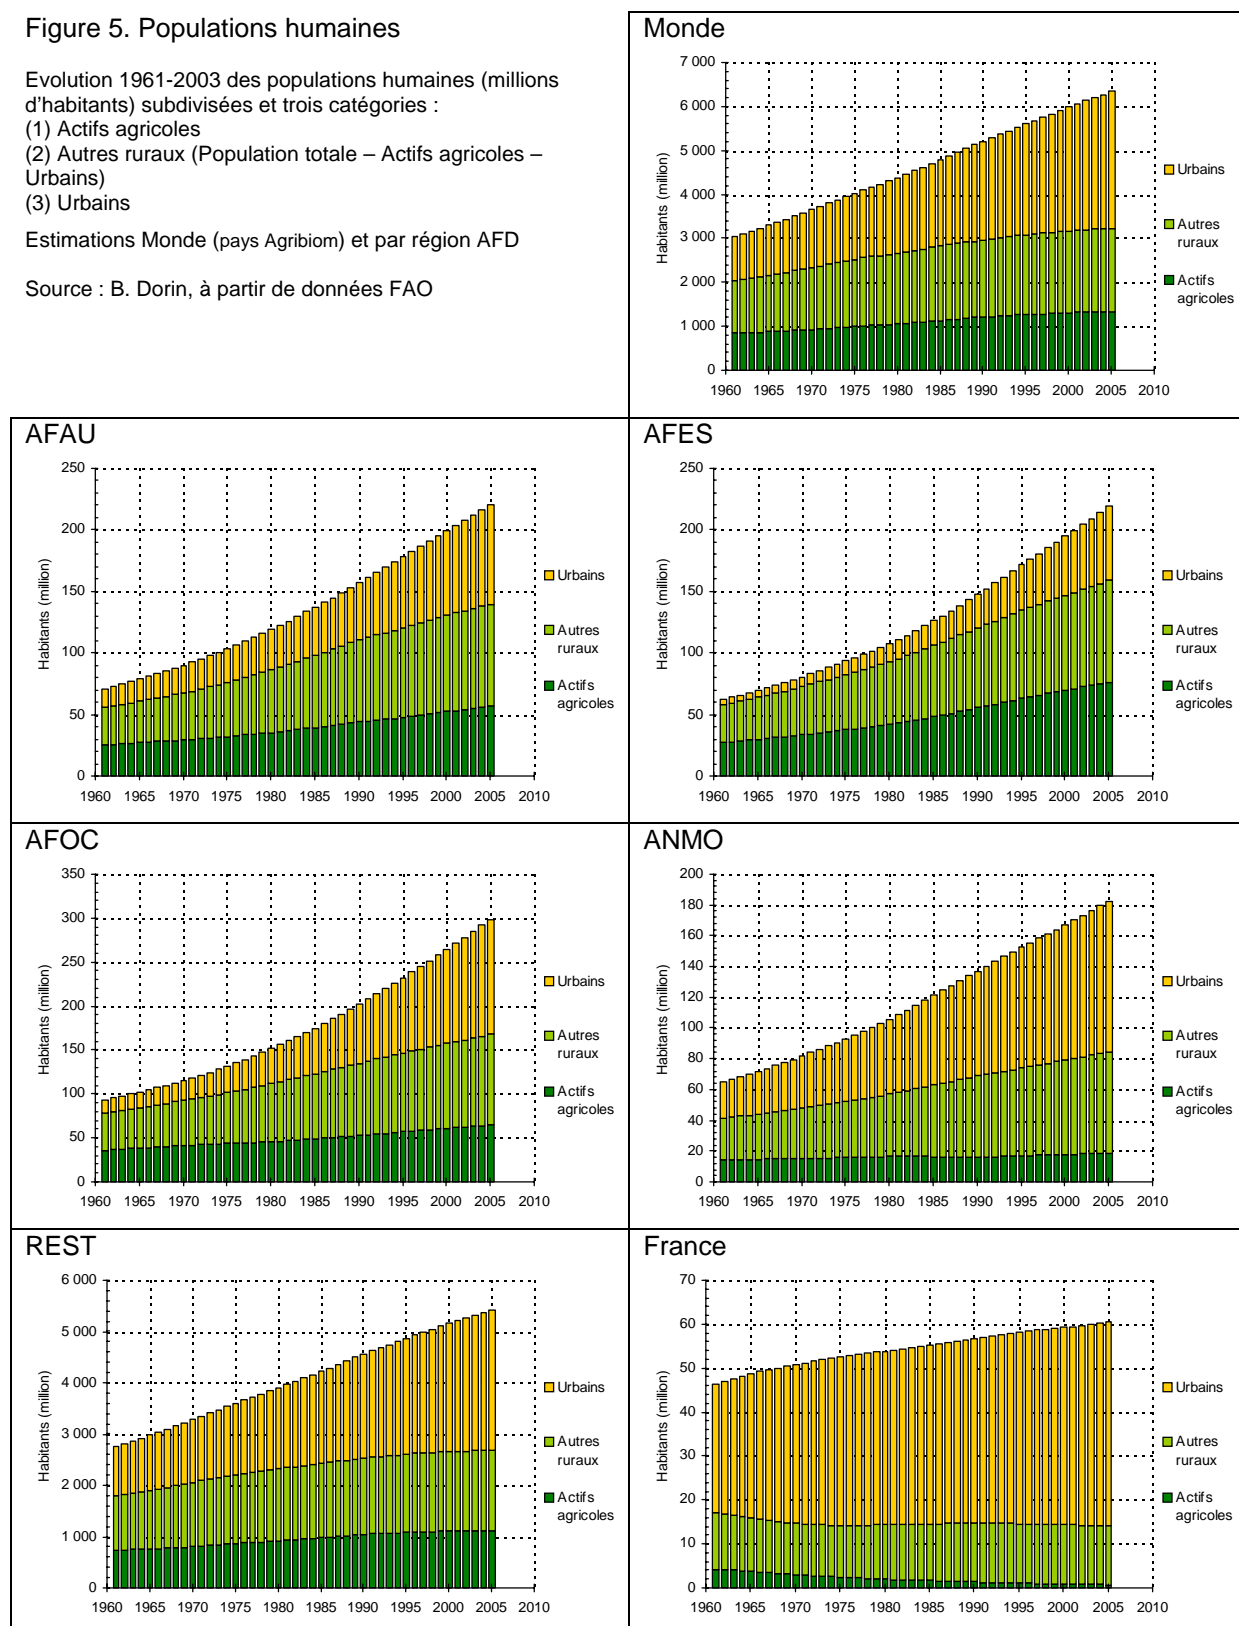 Figure 5. Populations humaines
Evolution 1961-2003 des populations humaines (millions
d'habitants) subdivisées et trois catégories :
(1) Actifs agricoles
(2) Autres ruraux (Population totale – Actifs agricoles –
Urbains)
(3) Urbains
Estimations Monde (pays Agribiom) et par région AFD
Source : B. Dorin, à partir de données FAO
Monde
7 000
6 000
5 000
4 000
3 000
2 000
1 000
0
Habitants (million)
1960 1965 1970 1975 1980 1985 1990 1995 2000 2005 2010
Urbains
Autres
ruraux
Actifs
agricoles
AFAU
250
200
150
100
50
0
Habitants (million)
1960 1965 1970 1975 1980 1985 1990 1995 2000 2005 2010
Urbains
Autres
ruraux
Actifs
agricoles
AFES
250
200
150
100
50
0
Habitants (million)
1960 1965 1970 1975 1980 1985 1990 1995 2000 2005 2010
Urbains
Autres
ruraux
Actifs
agricoles
AFOC
350
300
250
200
150
100
50
0
Habitants (million)
1960 1965 1970 1975 1980 1985 1990 1995 2000 2005 2010
Urbains
Autres
ruraux
Actifs
agricoles
ANMO
200
180
160
140
120
100
80
60
40
20
0
Habitants (million)
1960 1965 1970 1975 1980 1985 1990 1995 2000 2005 2010
Urbains
Autres
ruraux
Actifs
agricoles
REST
6 000
5 000
4 000
3 000
2 000
1 000
0
Habitants (million)
1960 1965 1970 1975 1980 1985 1990 1995 2000 2005 2010
Urbains
Autres
ruraux
Actifs
agricoles
France
70
60
50
40
30
20
10
0
Habitants (million)
1960 1965 1970 1975 1980 1985 1990 1995 2000 2005 2010
Urbains
Autres
ruraux
Actifs
agricoles